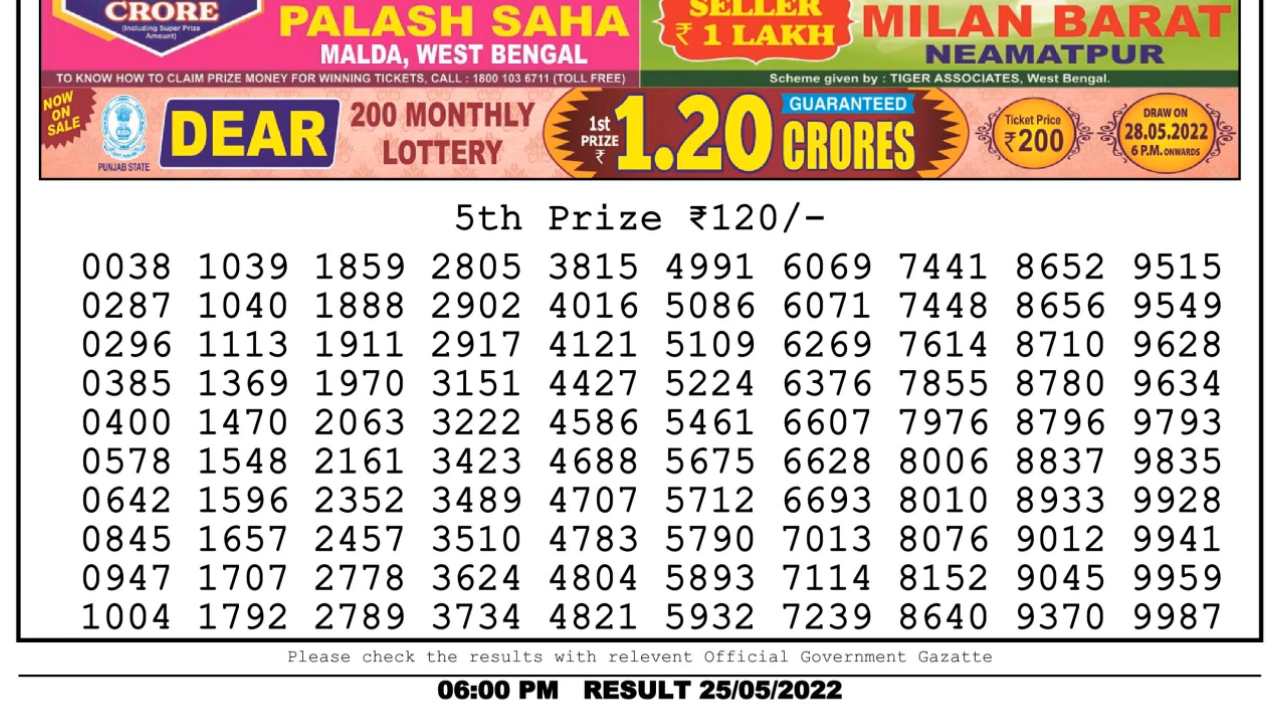 CRORE
(Including Super Prize
Amount)
PALASH SAHA
MALDA, WEST BENGAL
SELLER
₹ 1 LAKH
MILAN BARAT
NEAMATPUR
TO KNOW HOW TO CLAIM PRIZE MONEY FOR WINNING TICKETS, CALL : 1800 103 6711 (TOLL FREE)
Scheme given by : TIGER ASSOCIATES, West Bengal.
NOW
ON
SALE
PUNJAB STATE
DEAR
200 MONTHLY
LOTTERY
1st
PRIZE
₹
1.20
GUARANTEED
CRORES
Ticket Price
₹200
DRAW ON
28.05.2022
6 P.M. ONWARDS
5th Prize ₹120/-
0038 1039 1859 2805 3815 4991 6069 7441 8652 9515
0287 1040 1888 2902 4016 5086 6071 7448 8656 9549
0296 1113 1911 2917 4121 5109 6269 7614 8710 9628
0385 1369 1970 3151 4427 5224 6376 7855 8780 9634
0400 1470 2063 3222 4586 5461 6607 7976 8796 9793
0578 1548 2161 3423 4688 5675 6628 8006 8837 9835
0642 1596 2352 3489 4707 5712 6693 8010 8933 9928
0845 1657 2457 3510 4783 5790 7013 8076 9012 9941
0947 1707 2778 3624 4804 5893 7114 8152 9045 9959
1004 1792 2789 3734 4821 5932 7239 8640 9370 9987
Please check the results with relevent Official Government Gazatte
06:00 PM RESULT 25/05/2022